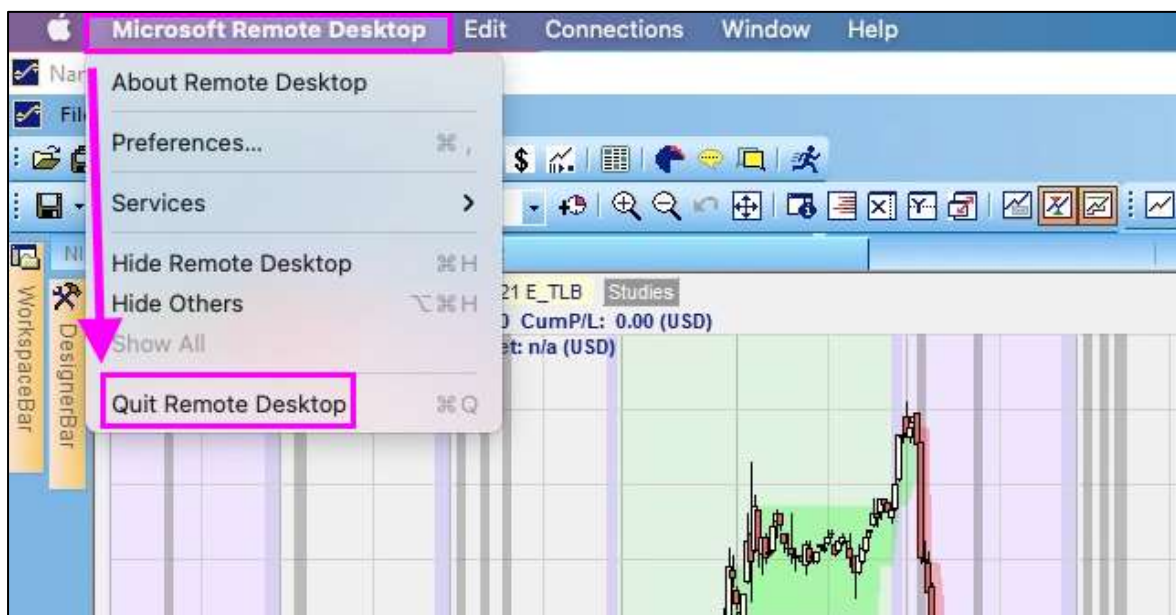 Microsoft Remote Desktop Edit Connections Window Help
About Remote Desktop
Preferences... ⌘ ,
Services >
Hide Remote Desktop ⌘ H
Hide Others ⌥ ⌘ H
Show All
Quit Remote Desktop ⌘ Q
WorkspaceBar
DesignerBar
21 E_TLB Studies
CumP/L: 0.00 (USD)
n/a (USD)